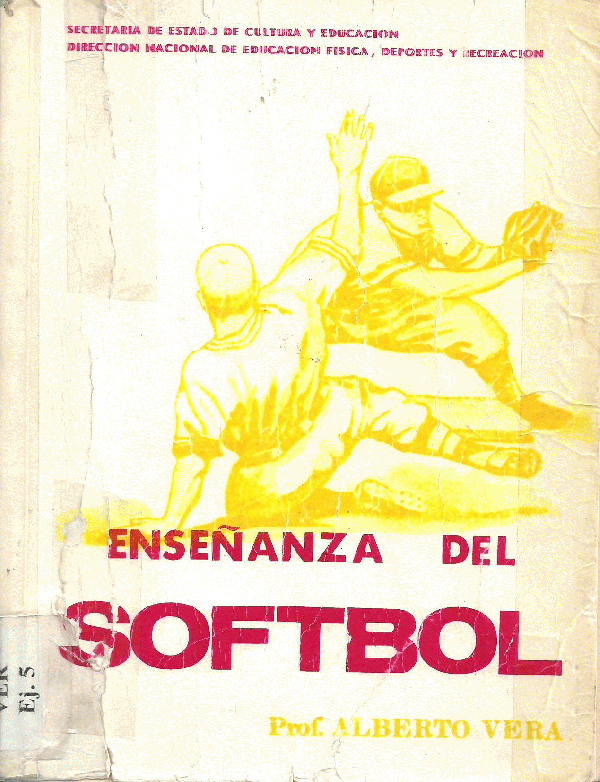 SECRETARIA DE ESTADO DE CULTURA Y EDUCACION
DIRECCION NACIONAL DE EDUCACION FISICA, DEPORTES Y RECREACION
ENSEÑANZA DEL
SOFTBOL
Prof. ALBERTO VERA
VER
Ej. 5